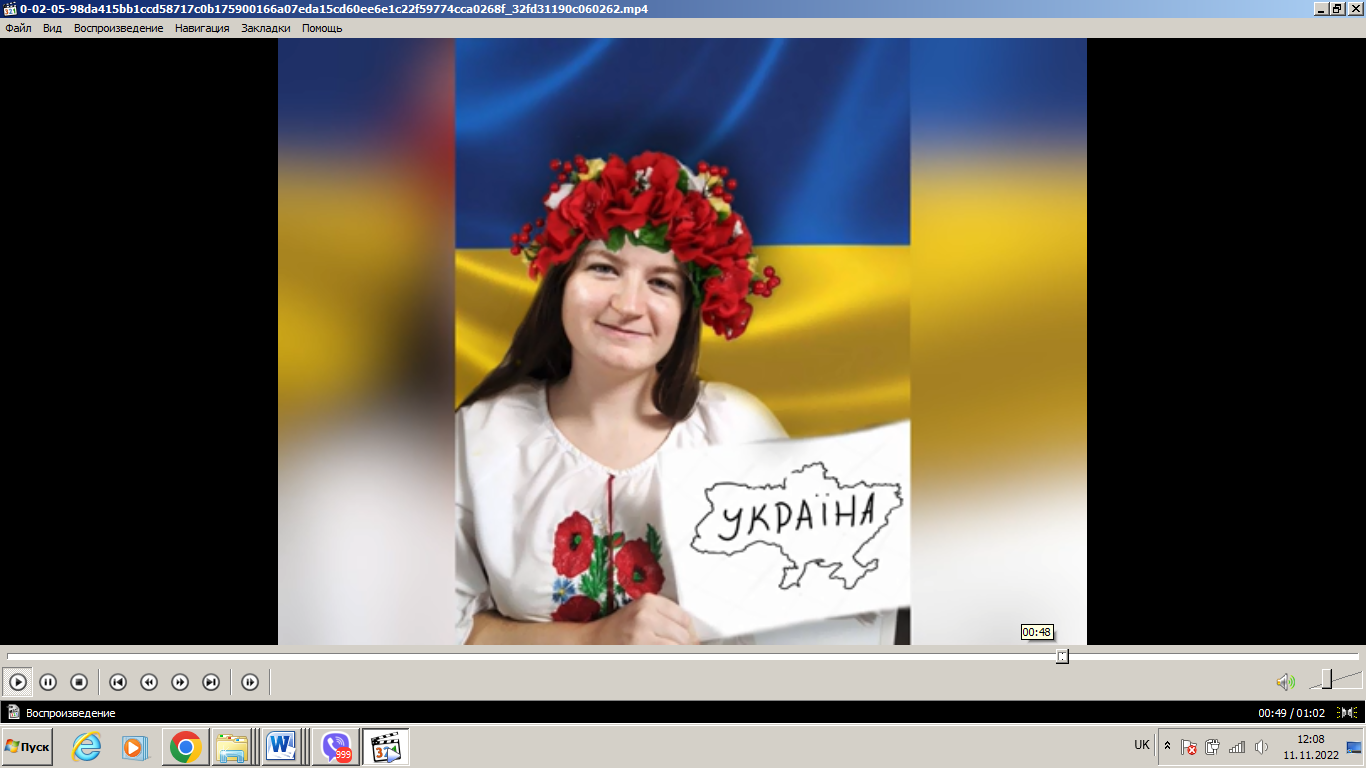 0-02-05-98da415bb1ccd58717c0b175900166a07eda15cd60ee6e1c22f59774cca0268f_32fd31190c060262.mp4
Файл Вид Воспроизведение Навигация Закладки Помощь
УКРАЇНА
00:48
Воспроизведение 00:49 / 01:02
Пуск 999 UK 12:08
11.11.2022